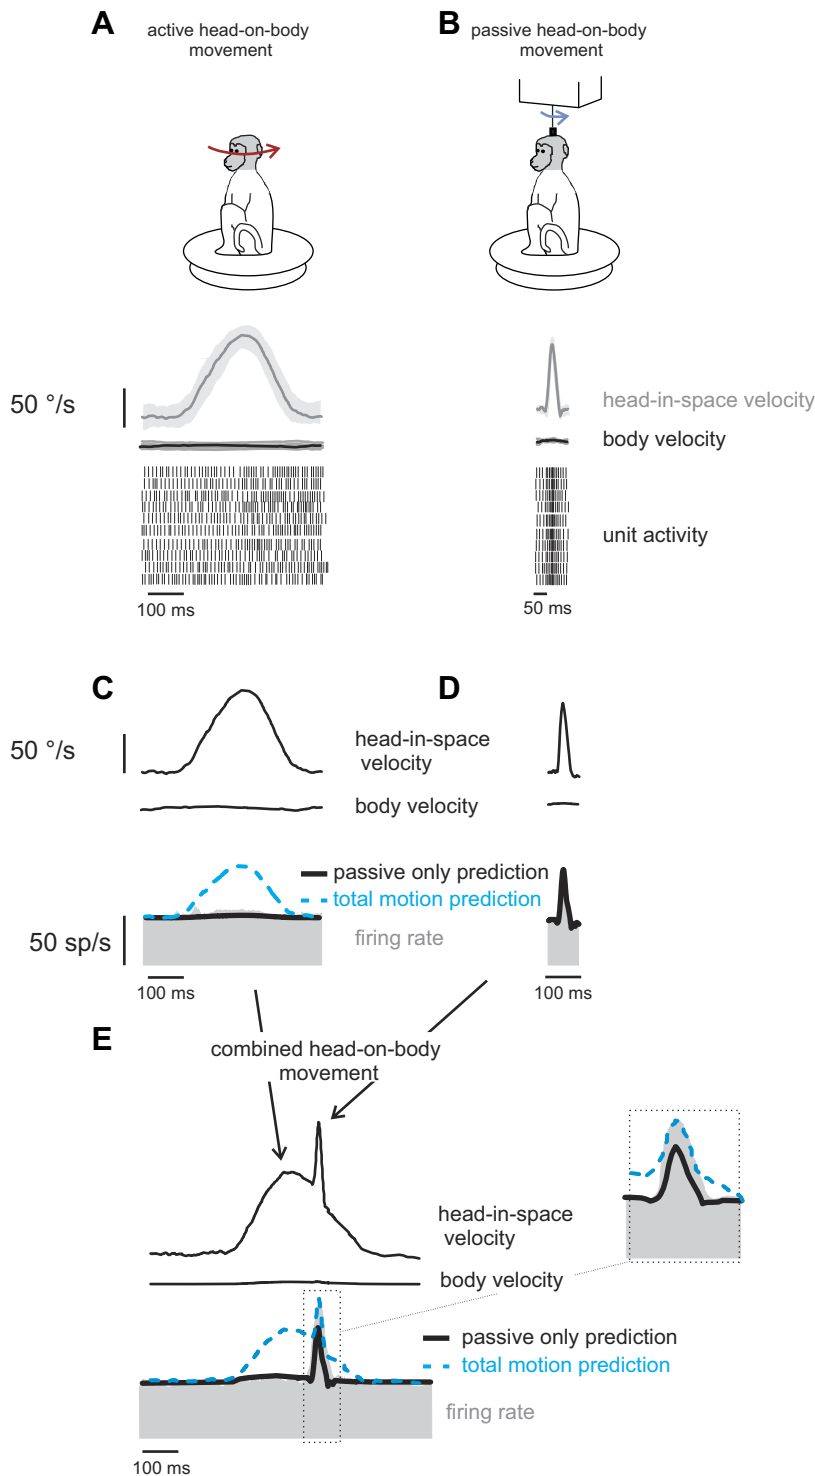 A
active head-on-body
movement
B
passive head-on-body
movement
50 °/s
head-in-space velocity
body velocity
unit activity
100 ms
50 ms
C
D
50 °/s
head-in-space
velocity
body velocity
passive only prediction
total motion prediction
50 sp/s
firing rate
100 ms
100 ms
E
combined head-on-body
movement
head-in-space
velocity
body velocity
passive only prediction
total motion prediction
firing rate
100 ms